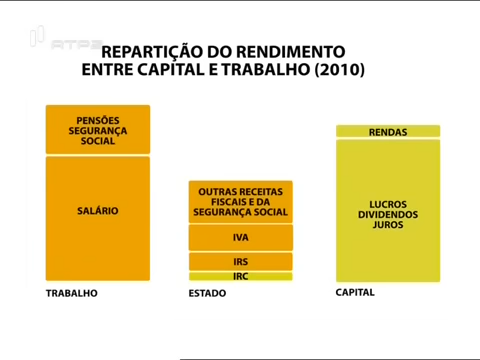 RTP2
REPARTIÇÃO DO RENDIMENTO
ENTRE CAPITAL E TRABALHO (2010)
PENSÕES
SEGURANÇA
SOCIAL
SALÁRIO
TRABALHO
OUTRAS RECEITAS
FISCAIS E DA
SEGURANÇA SOCIAL
IVA
IRS
IRC
ESTADO
RENDAS
LUCROS
DIVIDENDOS
JUROS
CAPITAL